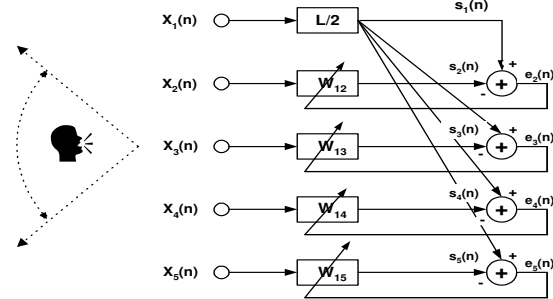 X1(n) L/2 s1(n) +
X2(n) W12 s2(n) - + + e2(n)
X3(n) W13 s3(n) - + + e3(n)
X4(n) W14 s4(n) - + + e4(n)
X5(n) W15 s5(n) - + + e5(n)